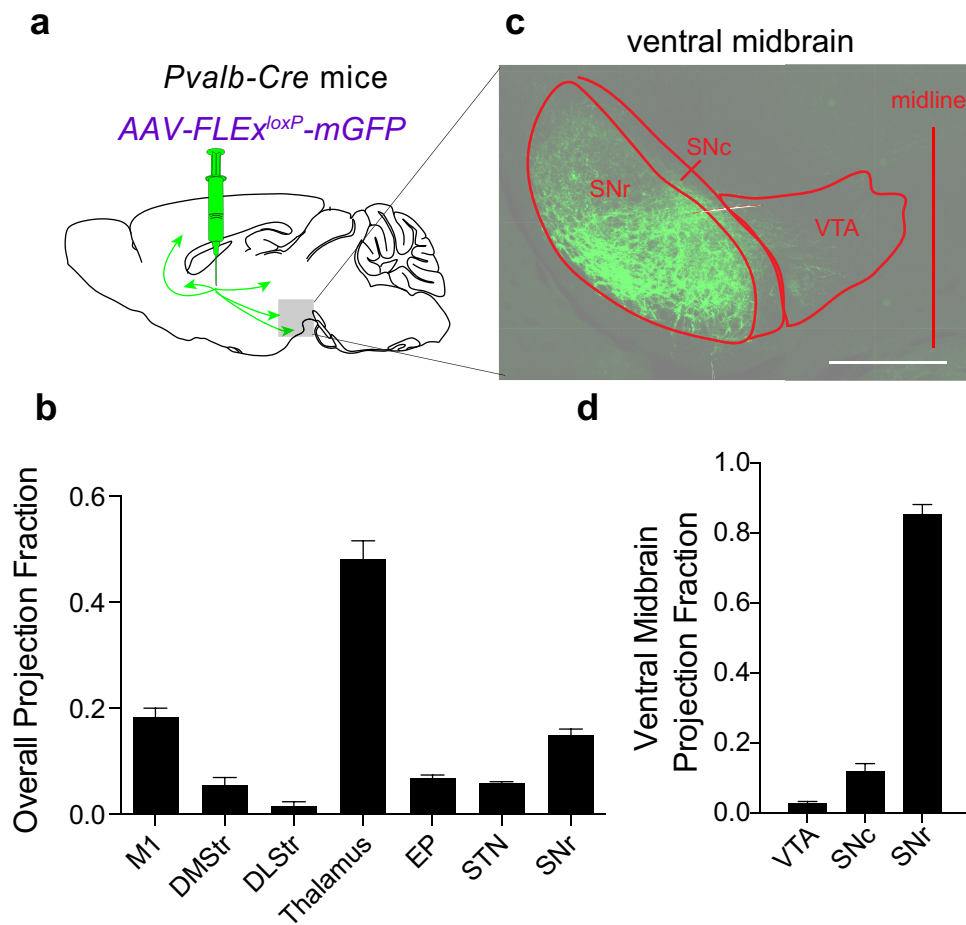 a
Pvalb-Cre mice
AAV-FLEx^loxP-mGFP
c
ventral midbrain
midline
SNc
SNr
VTA
b
Overall Projection Fraction
0.6
0.4
0.2
0.0
M1
DMStr
DLStr
Thalamus
EP
STN
SNr
d
Ventral Midbrain
Projection Fraction
1.0
0.8
0.6
0.4
0.2
0.0
VTA
SNc
SNr